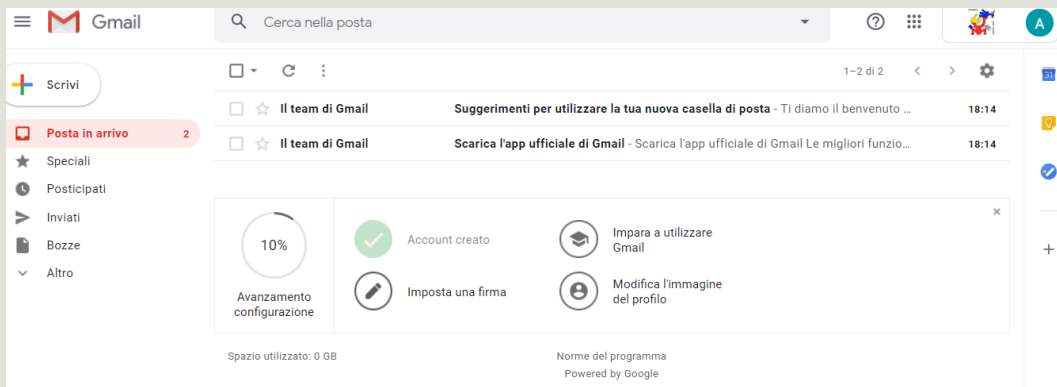 Gmail
Cerca nella posta
A
Scrivi
1–2 di 2
31
Posta in arrivo 2
Il team di Gmail Suggerimenti per utilizzare la tua nuova casella di posta - Ti diamo il benvenuto ... 18:14
Il team di Gmail Scarica l'app ufficiale di Gmail - Scarica l'app ufficiale di Gmail Le migliori funzio... 18:14
Speciali
Posticipati
Inviati
Bozze
Altro
10%
Avanzamento
configurazione
Account creato
Imposta una firma
Impara a utilizzare
Gmail
Modifica l'immagine
del profilo
Spazio utilizzato: 0 GB
Norme del programma
Powered by Google